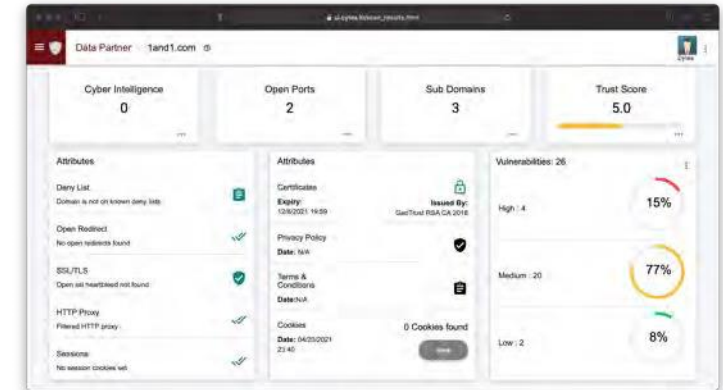 Data Partner 1and1.com
Cytex
Cyber Intelligence
0
Open Ports
2
Sub Domains
3
Trust Score
5.0
Attributes
Deny List
Domain is not on known deny lists
Open Redirect
No open redirects found
SSL/TLS
Open ssl heartbleed not found
HTTP Proxy
Filtered HTTP proxy
Sessions
No session cookies set
Attributes
Certificates
Expiry:
12/8/2021 19:59
Issued By:
GeoTrust RSA CA 2018
Privacy Policy
Date: N/A
Terms &
Conditions
Date:N/A
Cookies
Date: 04/23/2021
0 Cookies found
Vulnerabilities: 26
High : 4
15%
Medium : 20
77%
Low : 2
8%